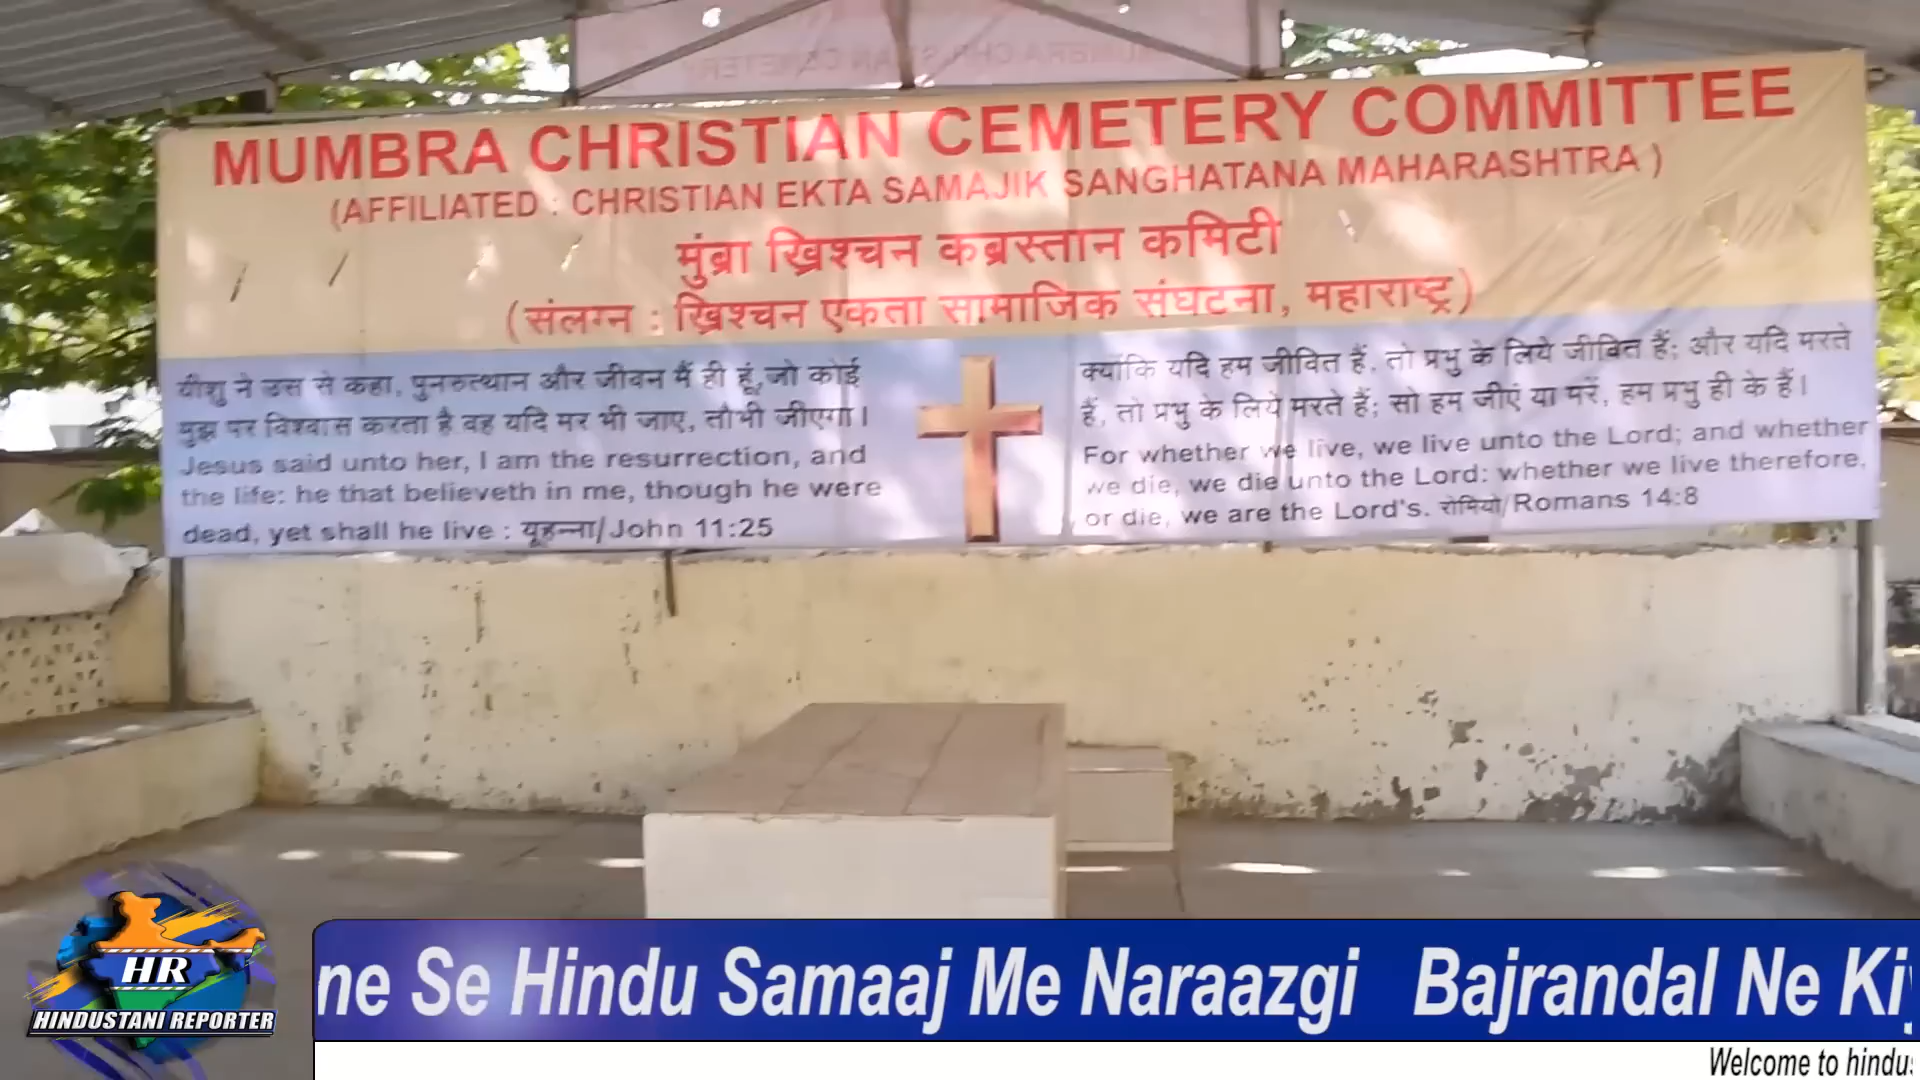 MUMBRA CHRISTIAN CEMETERY
MUMBRA CHRISTIAN CEMETERY COMMITTEE
(AFFILIATED : CHRISTIAN EKTA SAMAJIK SANGHATANA MAHARASHTRA )
मुंब्रा ख्रिश्चन कब्रस्तान कमिटी
(संलग्न : ख्रिश्चन एकता सामाजिक संघटना, महाराष्ट्र)
यीशु ने उस से कहा, पुनरुत्थान और जीवन मैं ही हूं,जो कोई
मुझ पर विश्वास करता है वह यदि मर भी जाए, तौभी जीएगा।
Jesus said unto her, I am the resurrection, and
the life: he that believeth in me, though he were
dead, yet shall he live : यूहन्ना/John 11:25
क्योंकि यदि हम जीवित हैं, तो प्रभु के लिये जीवित हैं; और यदि मरते
हैं, तो प्रभु के लिये मरते हैं; सो हम जीएं या मरें, हम प्रभु ही के हैं।
For whether we live, we live unto the Lord; and whether
we die, we die unto the Lord: whether we live therefore,
or die, we are the Lord's. रोमियो/Romans 14:8
HR
HINDUSTANI REPORTER
ne Se Hindu Samaaj Me Naraazgi Bajrandal Ne Ki
Welcome to hindus